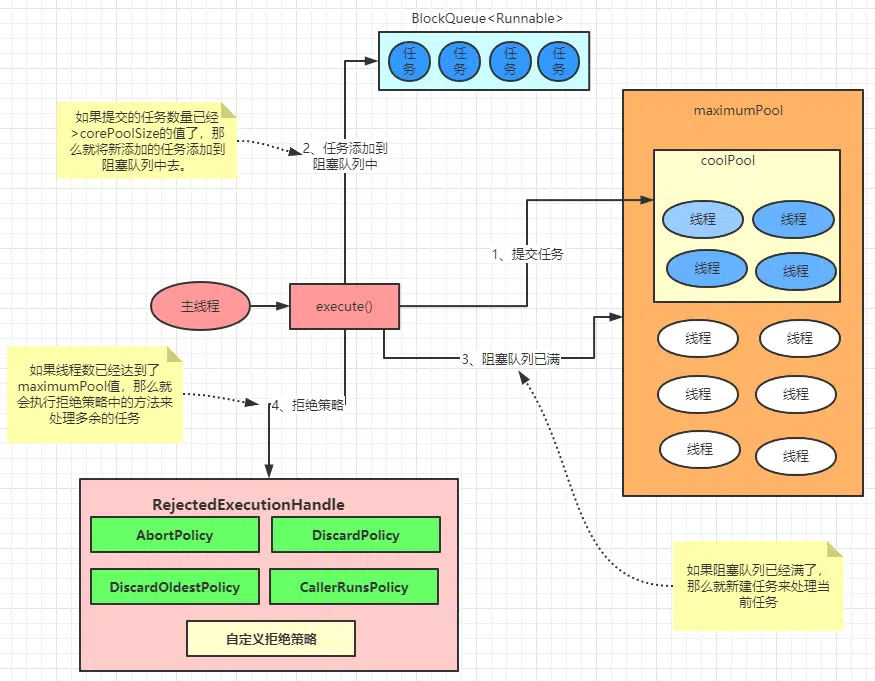 BlockQueue<Runnable>
任
务
任
务
任
务
任
务
如果提交的任务数量已经
>corePoolSize的值了，那
么就将新添加的任务添加到
阻塞队列中去。
2、任务添加到
阻塞队列中
maximumPool
coolPool
线程
线程
线程
线程
1、提交任务
主线程
execute()
3、阻塞队列已满
线程
线程
线程
线程
线程
线程
如果线程数已经达到了
maximumPool值，那么就
会执行拒绝策略中的方法来
处理多余的任务
4、拒绝策略
RejectedExecutionHandle
AbortPolicy
DiscardPolicy
DiscardOldestPolicy
CallerRunsPolicy
自定义拒绝策略
如果阻塞队列已经满了，
那么就新建任务来处理当
前任务